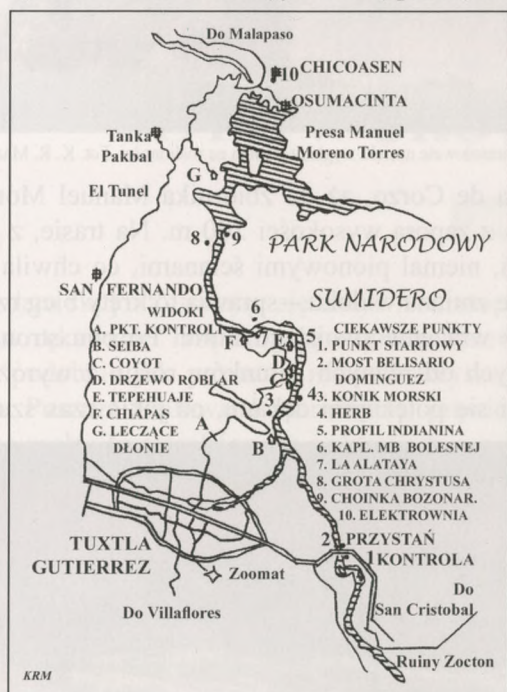 Do Malapaso
10 CHICOASEN
OSUMACINTA
Presa Manuel
Moreno Torres
Tanka
Pakbal
G
El Tunel
8 9
PARK NARODOWY
SUMIDERO
SAN FERNANDO
WIDOKI
A. PKT. KONTROLI
A. SEIBA
C. COYOT
D. DRZEWO ROBLAR
E. TEPEHUAJE
F. CHAPAS
G. LECZĄCE
DŁONIE
6
F
E
5
D
C
3
4
A
B
CIEKAWSZE PUNKTY
1. PUNKT STARTOWY
2. MOST BELISARIO
DOMINGUEZ
3. KONIK MORSKI
4. HERB
5. PROFIL INDIANINA
6. KAPL. MB BOLESNEJ
7. LA ALATAYA
8. GROTA CHRYSTUSA
9. CHOINKA BOZONAR.
10. ELEKTROWNIA
2 PRZYSTAŃ
1 KONTROLA
TUXTLA
GUTIERREZ
Zoomat
Do Villaflores
Do
San Cristobal
Ruiny Zocton
KRM